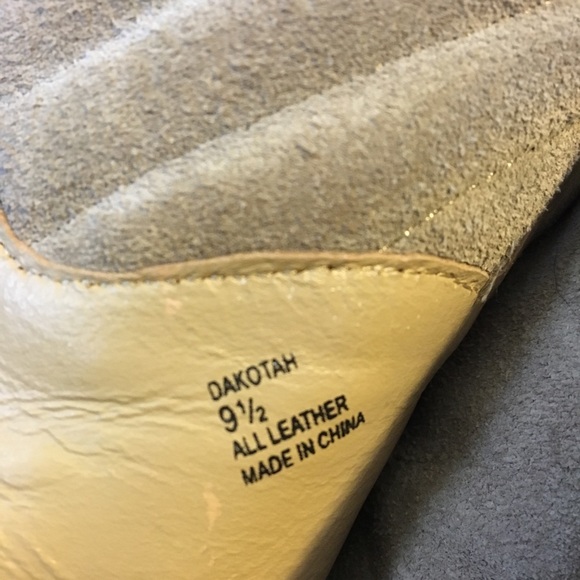 DAKOTAH
9½
ALL LEATHER
MADE IN CHINA